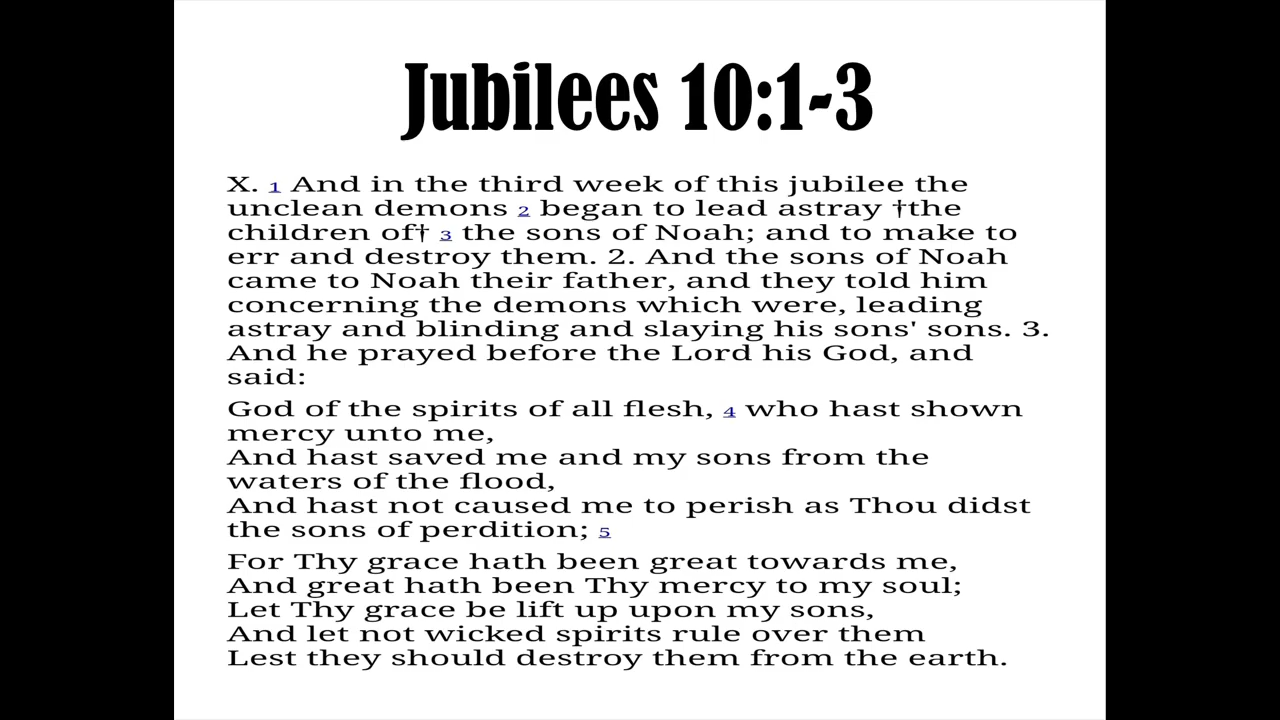 Jubilees 10:1-3
X. 1 And in the third week of this jubilee the
unclean demons 2 began to lead astray †the
children of† 3 the sons of Noah; and to make to
err and destroy them. 2. And the sons of Noah
came to Noah their father, and they told him
concerning the demons which were, leading
astray and blinding and slaying his sons' sons. 3.
And he prayed before the Lord his God, and
said:
God of the spirits of all flesh, 4 who hast shown
mercy unto me,
And hast saved me and my sons from the
waters of the flood,
And hast not caused me to perish as Thou didst
the sons of perdition; 5
For Thy grace hath been great towards me,
And great hath been Thy mercy to my soul;
Let Thy grace be lift up upon my sons,
And let not wicked spirits rule over them
Lest they should destroy them from the earth.